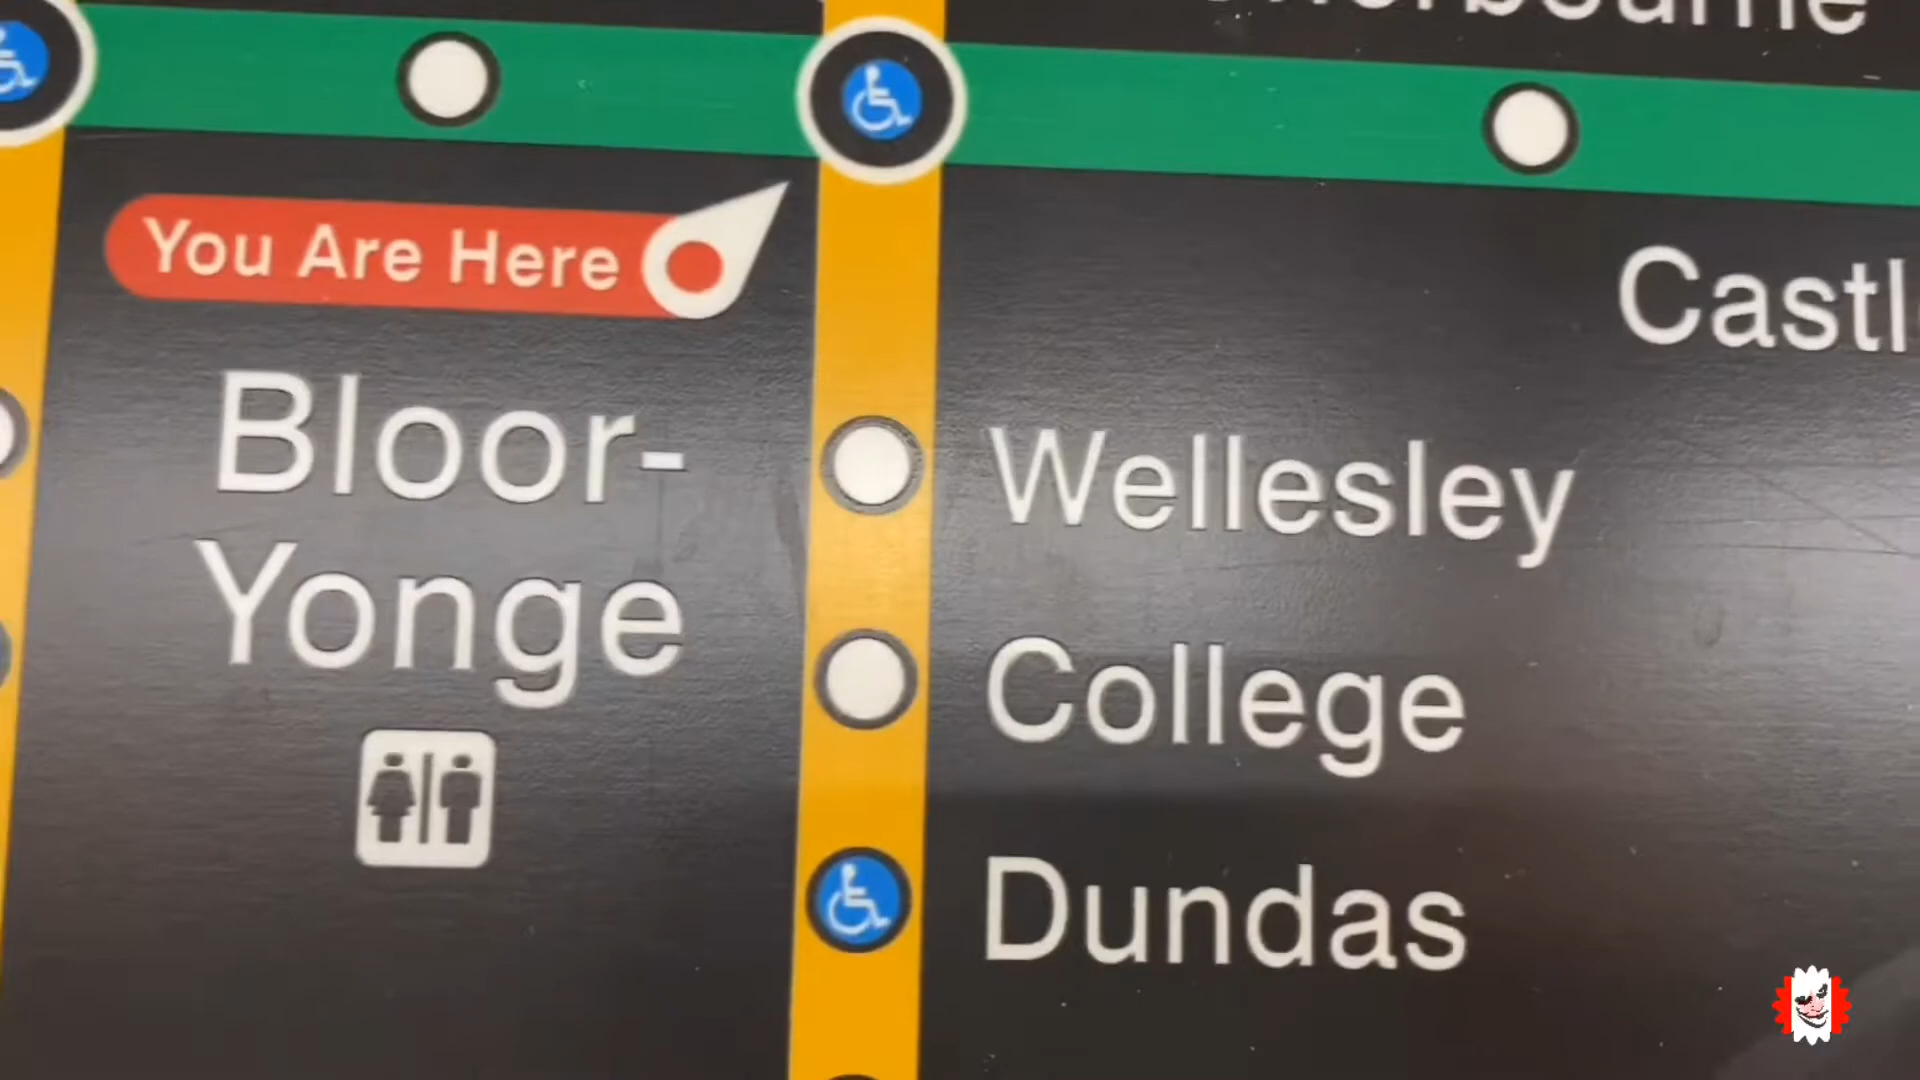 You Are Here
Bloor-
Yonge
Wellesley
College
Dundas